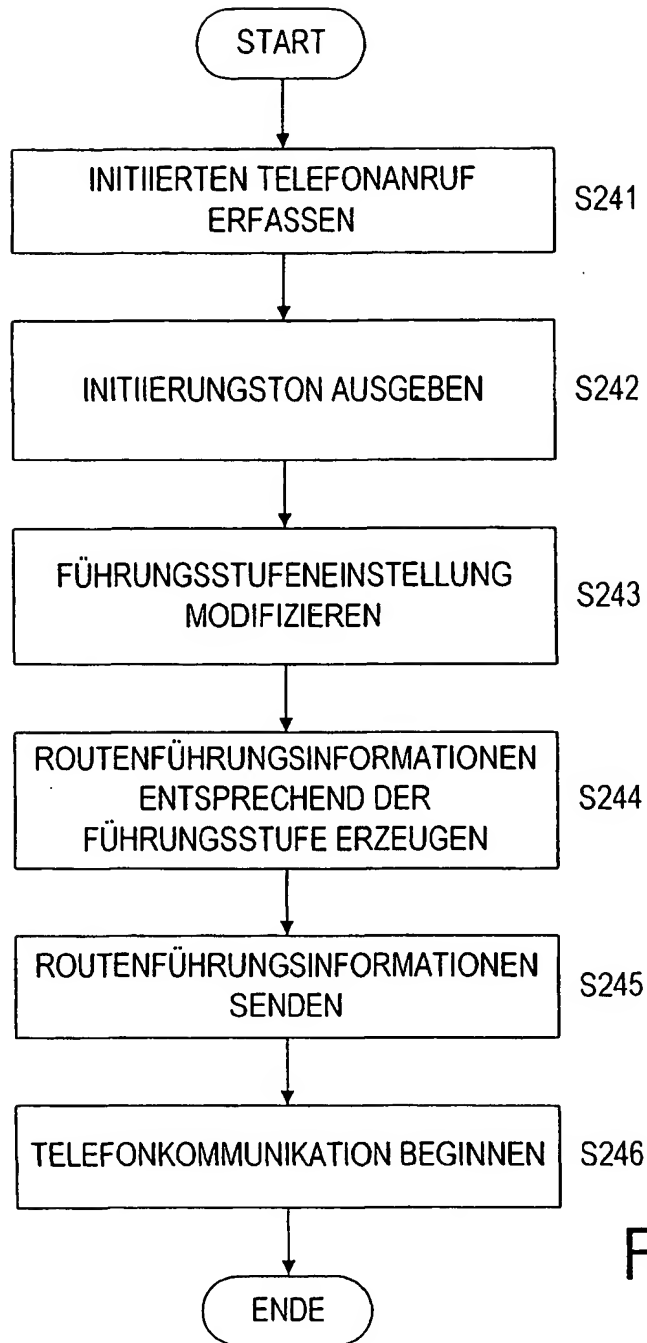 START
INITIIERTEN TELEFONANRUF
ERFASSEN
S241
INITIIERUNGSTON AUSGEBEN
S242
FÜHRUNGSSTUFENEINSTELLUNG
MODIFIZIEREN
S243
ROUTENFÜHRUNGSINFORMATIONEN
ENTSPRECHEND DER
FÜHRUNGSSTUFE ERZEUGEN
S244
ROUTENFÜHRUNGSINFORMATIONEN
SENDEN
S245
TELEFONKOMMUNIKATION BEGINNEN
S246
F
ENDE